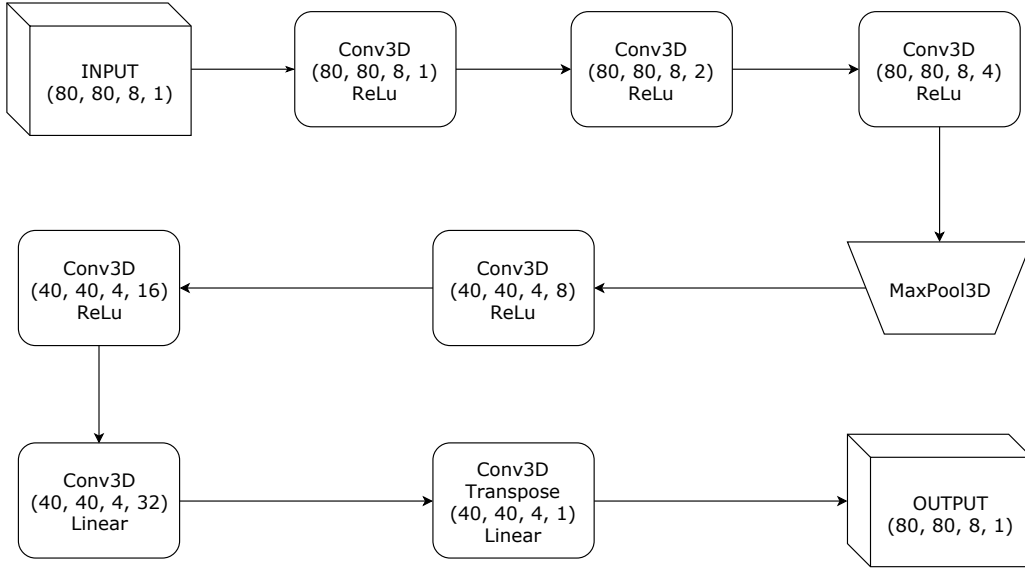 INPUT
(80, 80, 8, 1)
Conv3D
(80, 80, 8, 1)
ReLu
Conv3D
(80, 80, 8, 2)
ReLu
Conv3D
(80, 80, 8, 4)
ReLu
MaxPool3D
Conv3D
(40, 40, 4, 8)
ReLu
Conv3D
(40, 40, 4, 16)
ReLu
Conv3D
(40, 40, 4, 32)
Linear
Conv3D
Transpose
(40, 40, 4, 1)
Linear
OUTPUT
(80, 80, 8, 1)